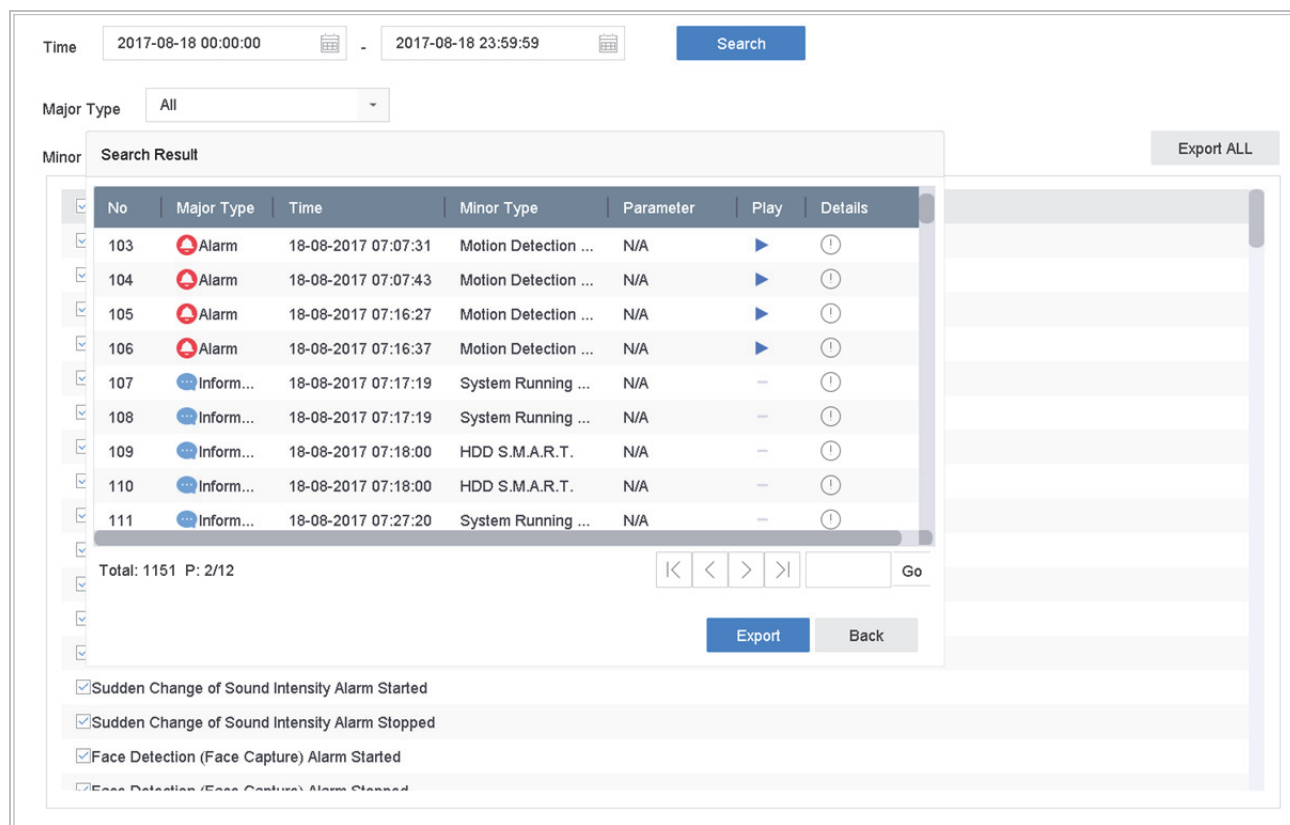 Time 2017-08-18 00:00:00 - 2017-08-18 23:59:59 Search
Major Type All
Minor
Export ALL
Search Result
No Major Type Time Minor Type Parameter Play Details
103 Alarm 18-08-2017 07:07:31 Motion Detection ... N/A
104 Alarm 18-08-2017 07:07:43 Motion Detection ... N/A
105 Alarm 18-08-2017 07:16:27 Motion Detection ... N/A
106 Alarm 18-08-2017 07:16:37 Motion Detection ... N/A
107 Inform... 18-08-2017 07:17:19 System Running ... N/A –
108 Inform... 18-08-2017 07:17:19 System Running ... N/A –
109 Inform... 18-08-2017 07:18:00 HDD S.M.A.R.T. N/A –
110 Inform... 18-08-2017 07:18:00 HDD S.M.A.R.T. N/A –
111 Inform... 18-08-2017 07:27:20 System Running ... N/A –
Total: 1151 P: 2/12 Go
Export Back
Sudden Change of Sound Intensity Alarm Started
Sudden Change of Sound Intensity Alarm Stopped
Face Detection (Face Capture) Alarm Started
Face Detection (Face Capture) Alarm Stopped